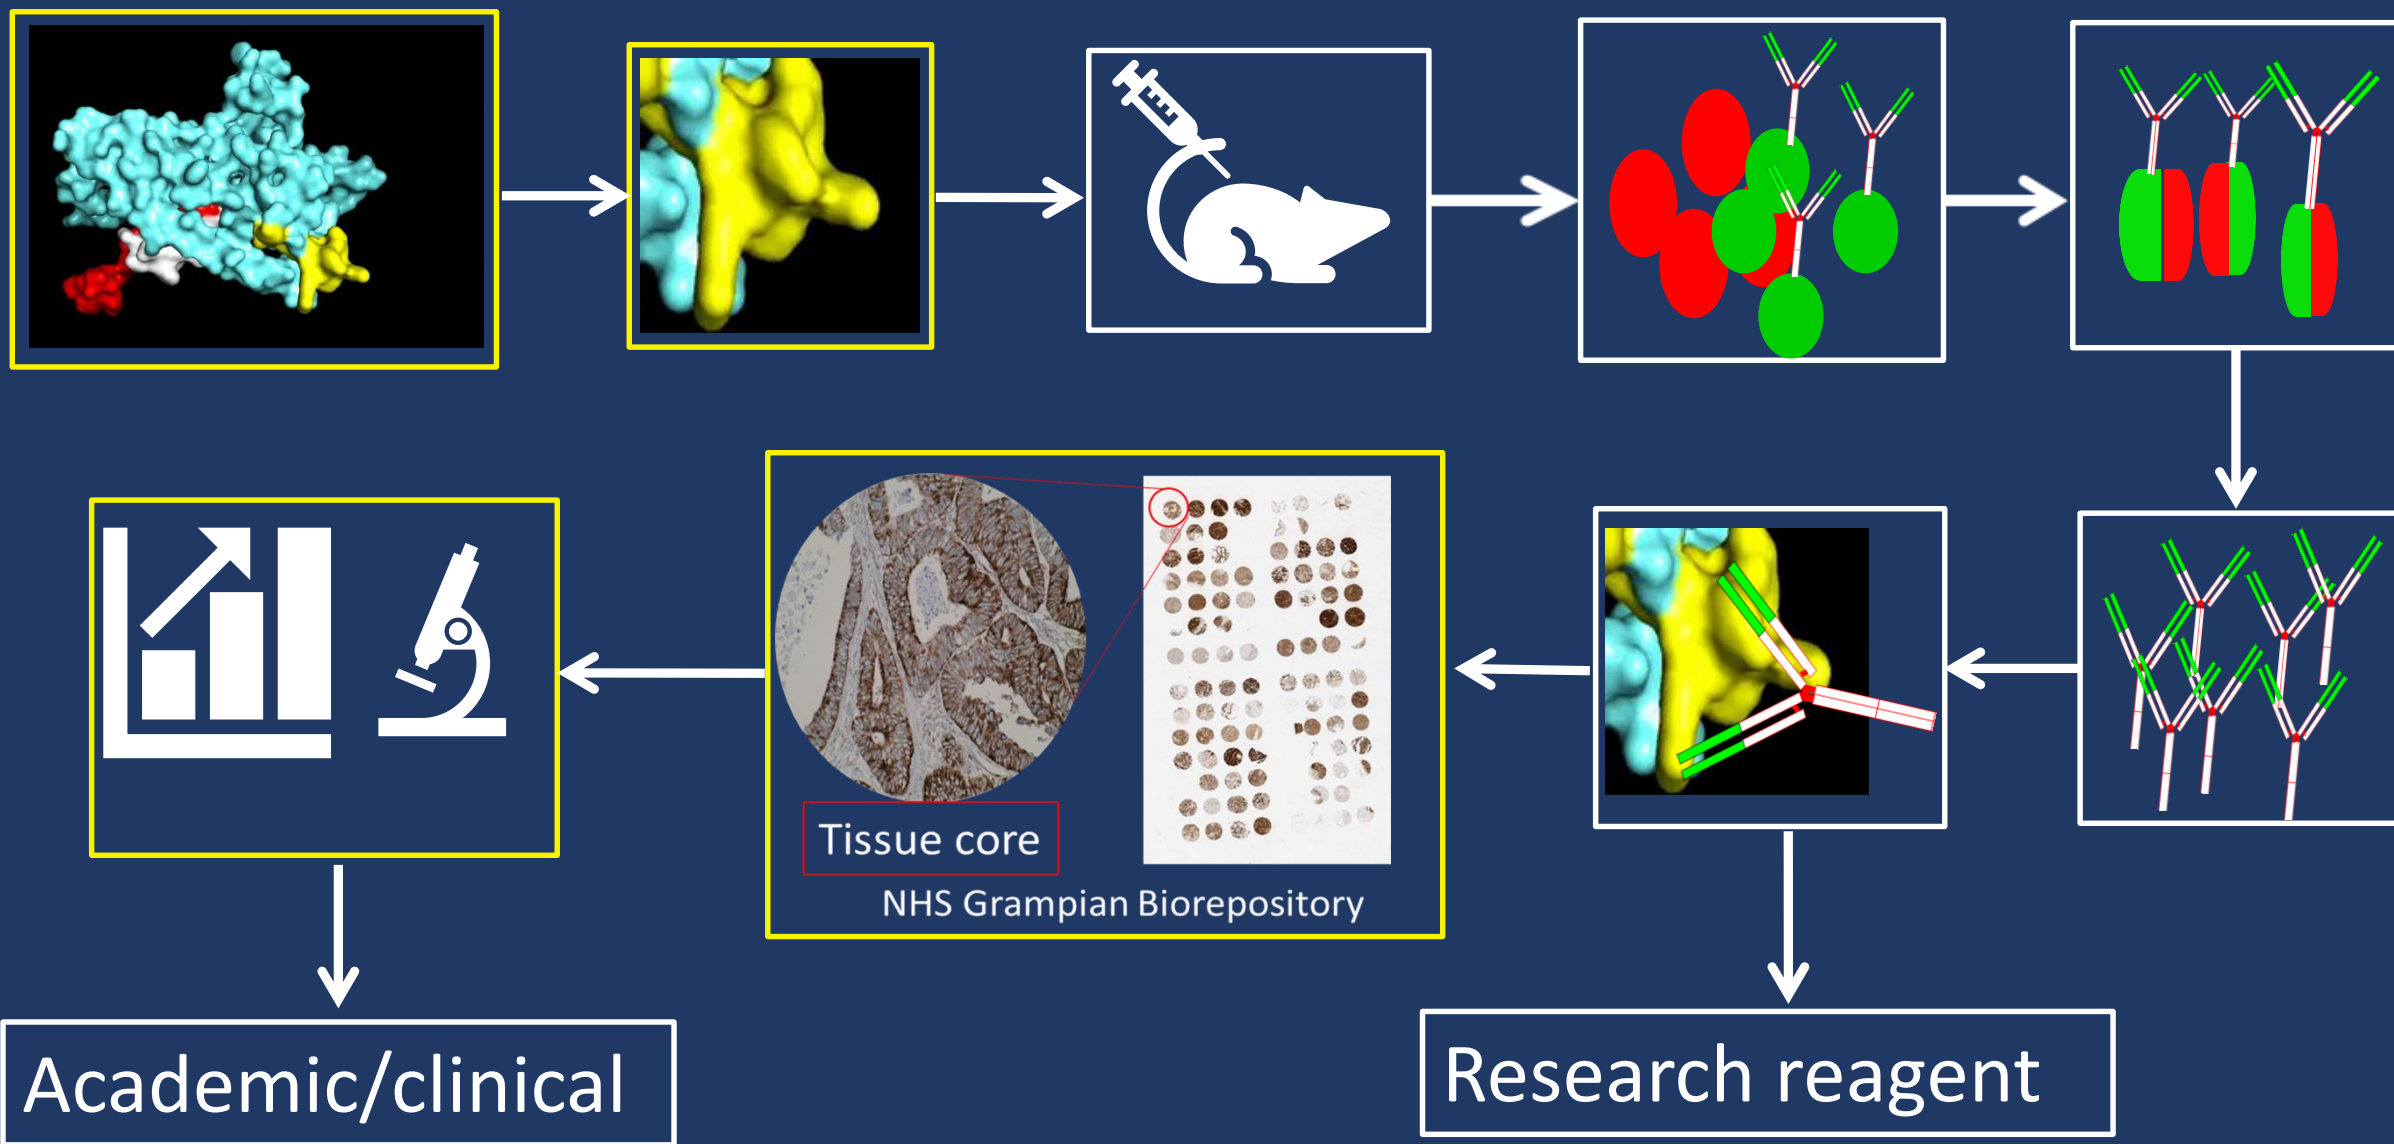 Tissue core
NHS Grampian Biorepository
Academic/clinical
Research reagent